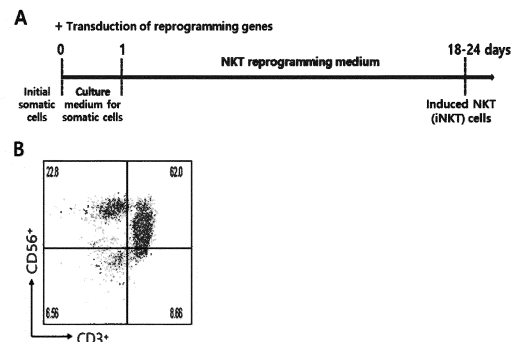 A
+ Transduction of reprogramming genes
0
1
18-24 days
NKT reprogramming medium
Initial
somatic
cells
Culture
medium for
somatic cells
Induced NKT
(iNKT) cells
B
22.8
62.0
6.56
8.66
CD56+
CD3+